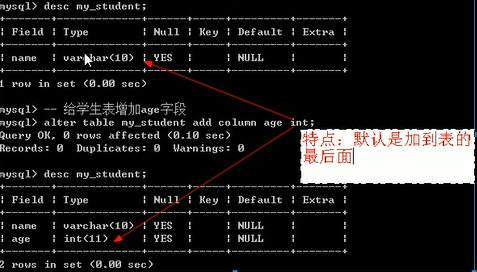 mysql> desc my_student;
+-------+-------------+------+-----+---------+-------+
| Field | Type | Null | Key | Default | Extra |
+-------+-------------+------+-----+---------+-------+
| name | varchar(10) | YES | | NULL | |
+-------+-------------+------+-----+---------+-------+
1 row in set (0.00 sec)
mysql> -- 给学生表增加age字段
mysql> alter table my_student add column age int;
Query OK, 0 rows affected (0.10 sec)
Records: 0 Duplicates: 0 Warnings: 0
特点：默认是加到表的
最后面
mysql> desc my_student;
+-------+-------------+------+-----+---------+-------+
| Field | Type | Null | Key | Default | Extra |
+-------+-------------+------+-----+---------+-------+
| name | varchar(10) | YES | | NULL | |
| age | int(11) | YES | | NULL | |
+-------+-------------+------+-----+---------+-------+
2 rows in set (0.00 sec)